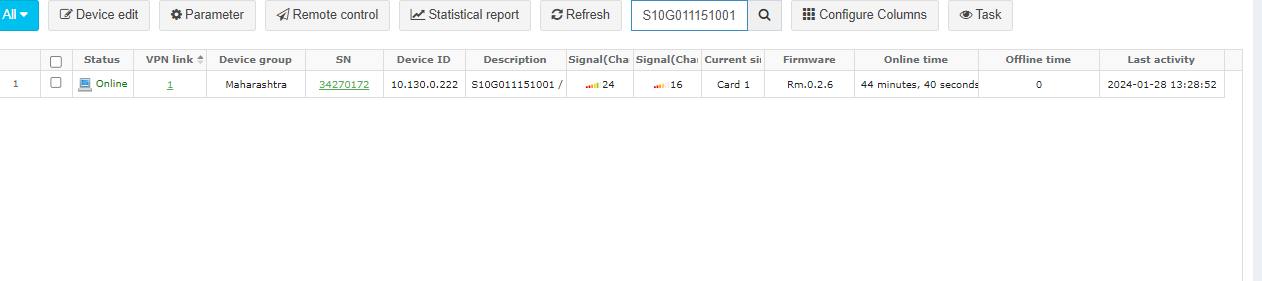 All Device edit Parameter Remote control Statistical report Refresh S10G011151001 Configure Columns Task
Status VPN link Device group SN Device ID Description Signal(Cha Signal(Cha Current si Firmware Online time Offline time Last activity
1 Online 1 Maharashtra 34270172 10.130.0.222 S10G011151001 / 24 16 Card 1 Rm.0.2.6 44 minutes, 40 seconds 0 2024-01-28 13:28:52